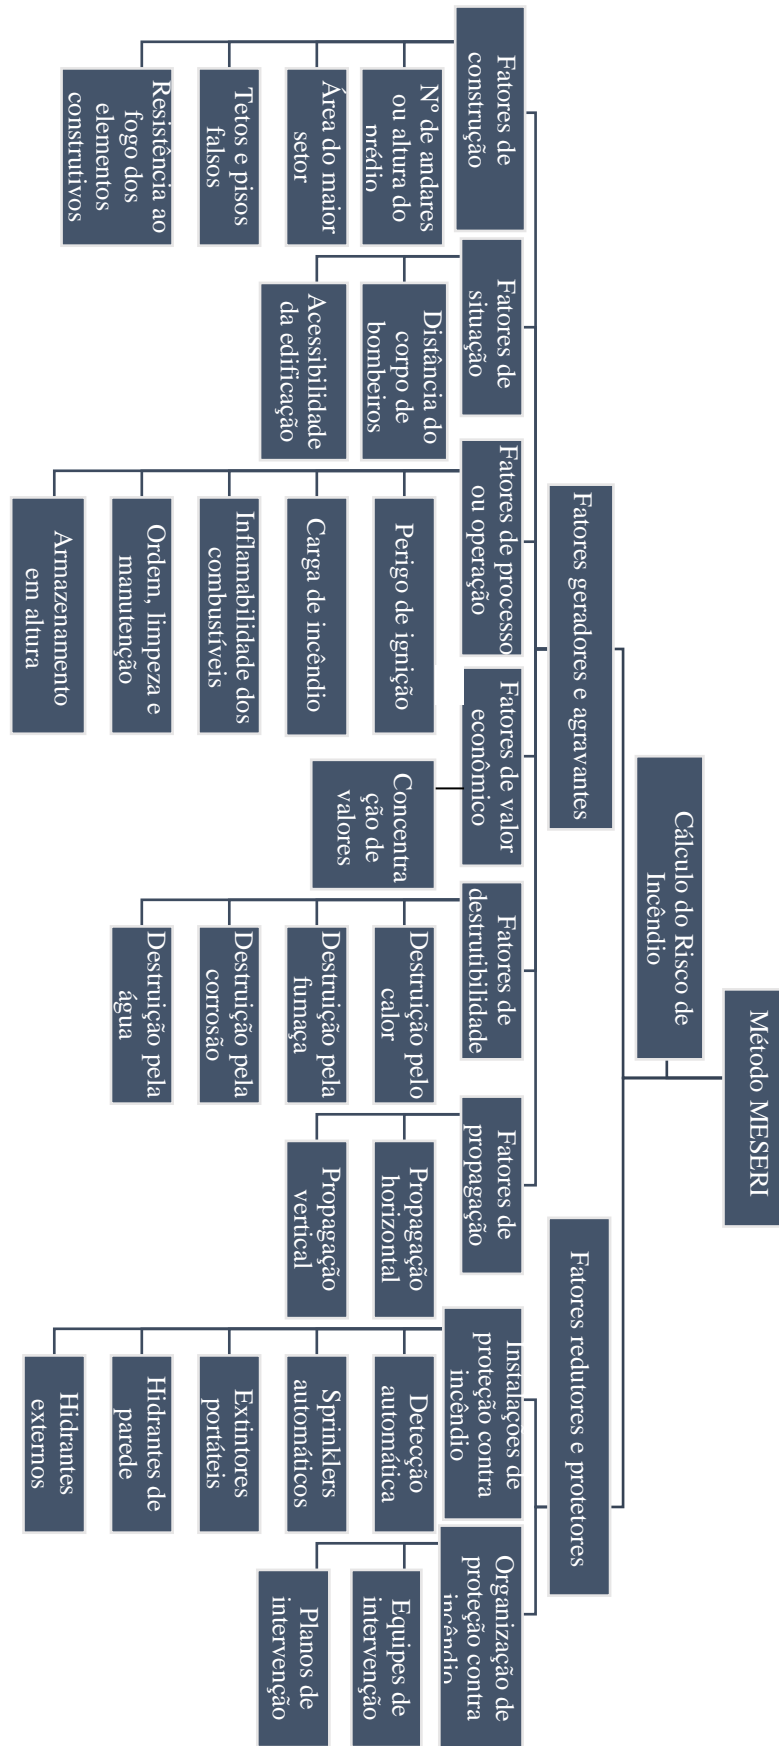 Método MESERI
Cálculo do Risco de
Incêndio
Fatores geradores e agravantes
Fatores de
construção
Nº de andares
ou altura do
prédio
Área do maior
setor
Tetos e pisos
falsos
Resistência ao
fogo dos
elementos
construtivos
Fatores de
situação
Distância do
corpo de
bombeiros
Acessibilidade
da edificação
Fatores de processo
ou operação
Perigo de ignição
Carga de incêndio
Inflamabilidade dos
combustíveis
Ordem, limpeza e
manutenção
Armazenamento
em altura
Fatores de valor
econômico
Concentra
ção de
valores
Fatores de
destrutibilidade
Destruição pelo
calor
Destruição pela
fumaça
Destruição pela
corrosão
Destruição pela
água
Fatores de
propagação
Propagação
horizontal
Propagação
vertical
Fatores redutores e protetores
Instalações de
proteção contra
incêndio
Detecção
automática
Sprinklers
automáticos
Extintores
portáteis
Hidrantes de
parede
Hidrantes
externos
Organização de
proteção contra
incêndio
Equipes de
intervenção
Planos de
intervenção